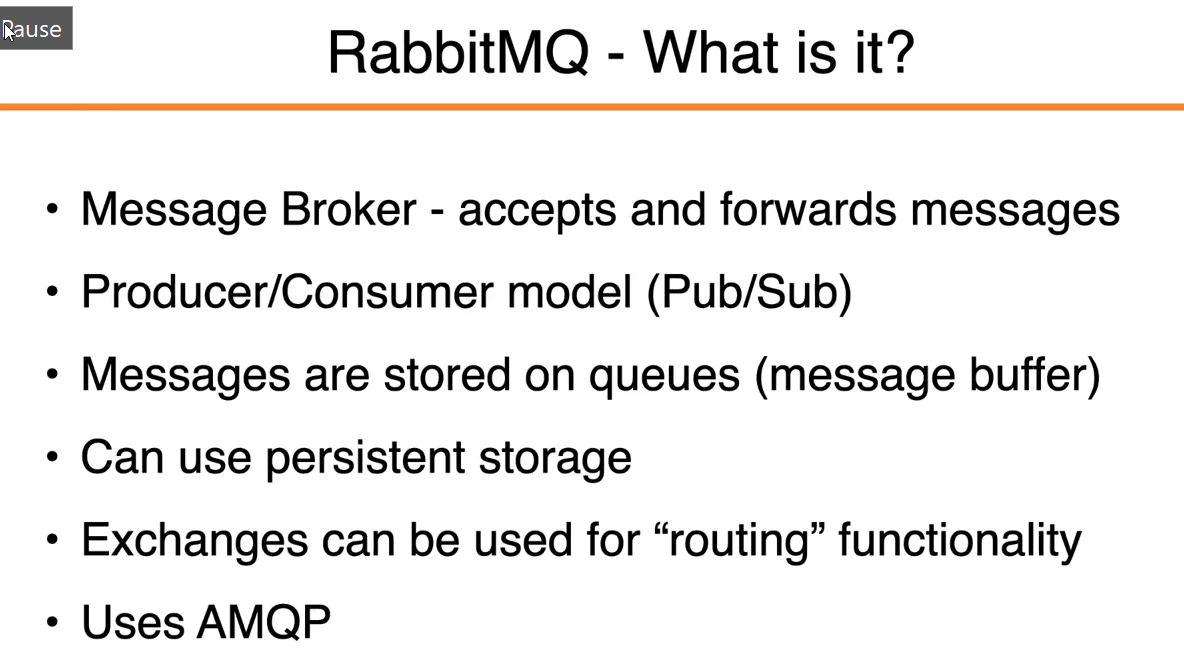 Pause
RabbitMQ - What is it?
• Message Broker - accepts and forwards messages
• Producer/Consumer model (Pub/Sub)
• Messages are stored on queues (message buffer)
• Can use persistent storage
• Exchanges can be used for “routing” functionality
• Uses AMQP